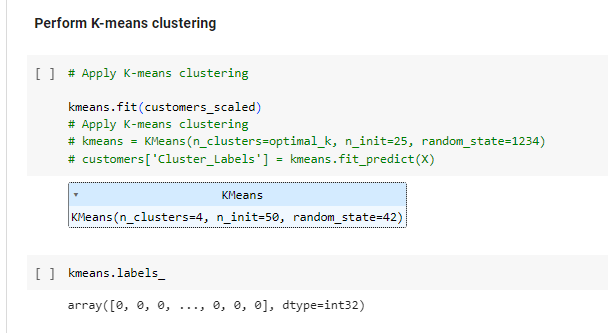 Perform K-means clustering
[ ] # Apply K-means clustering
kmeans.fit(customers_scaled)
# Apply K-means clustering
# kmeans = KMeans(n_clusters=optimal_k, n_init=25, random_state=1234)
# customers['Cluster_Labels'] = kmeans.fit_predict(X)
▾ KMeans
KMeans(n_clusters=4, n_init=50, random_state=42)
[ ] kmeans.labels_
array([0, 0, 0, ..., 0, 0, 0], dtype=int32)